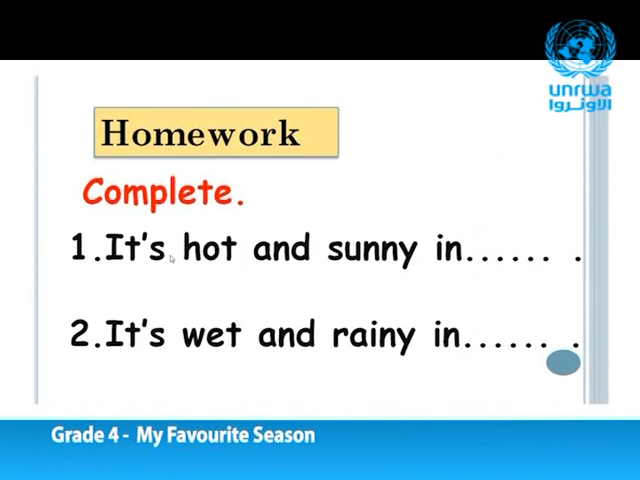 unrwa
الاونروا
Homework
Complete.
1.It's hot and sunny in...... .
2.It's wet and rainy in...... .
Grade 4 - My Favourite Season